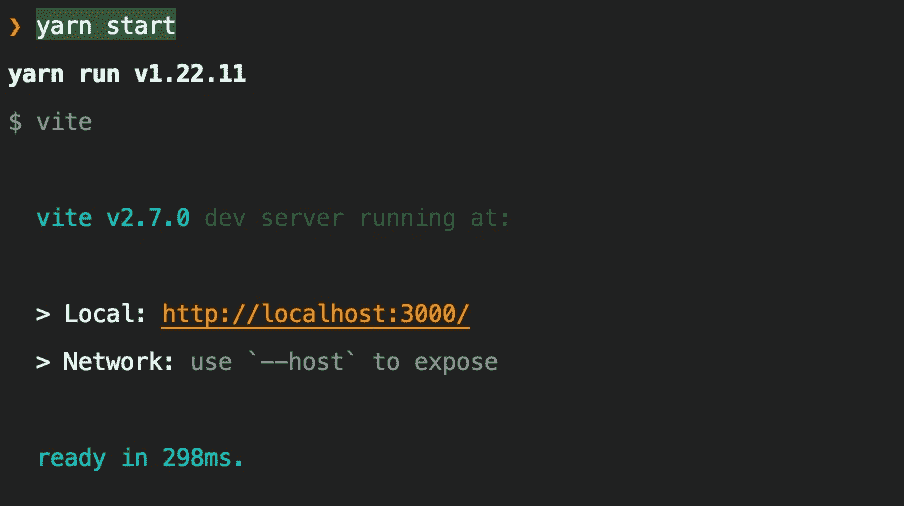 ❯ yarn start
yarn run v1.22.11
$ vite
vite v2.7.0 dev server running at:
> Local: http://localhost:3000/
> Network: use `--host` to expose
ready in 298ms.